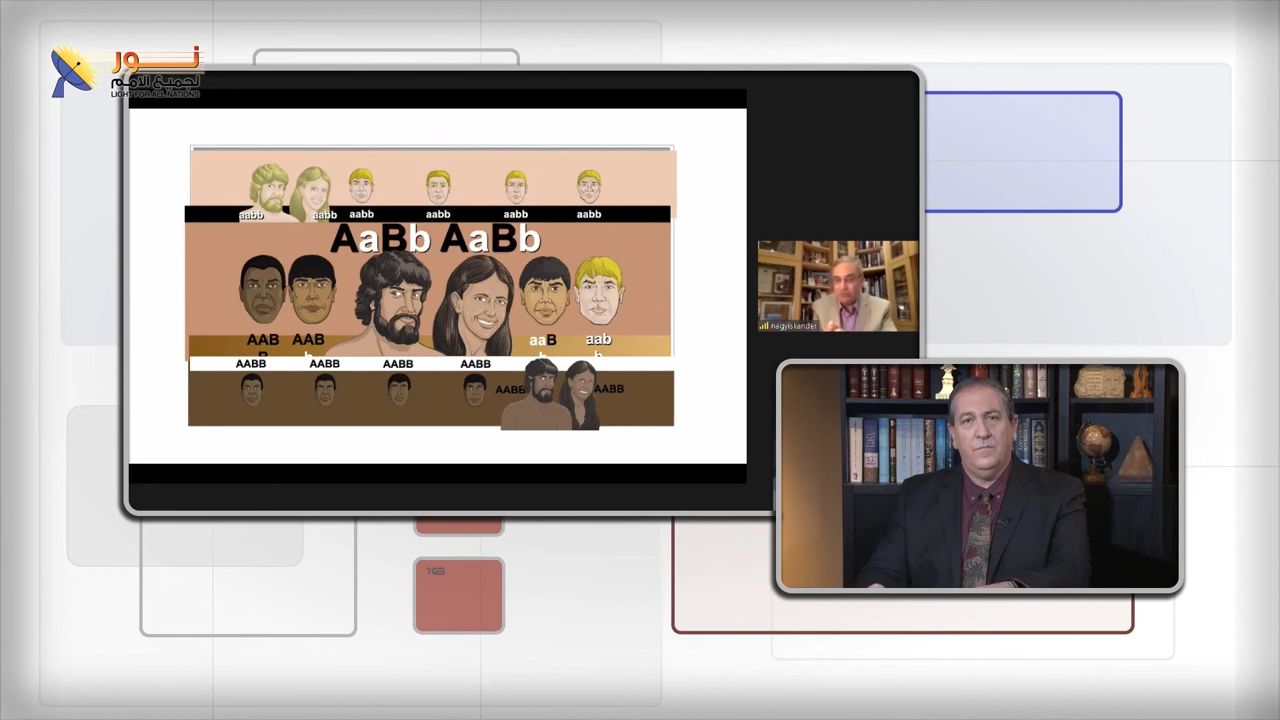 نور
لجميع الأمم
LIGHT FOR ALL NATIONS
aabb aabb aabb aabb aabb aabb
AaBb AaBb
AAB AAB aaB aab
B b b b
AABB AABB AABB AABB
AABB AABB
nagyiskander
16